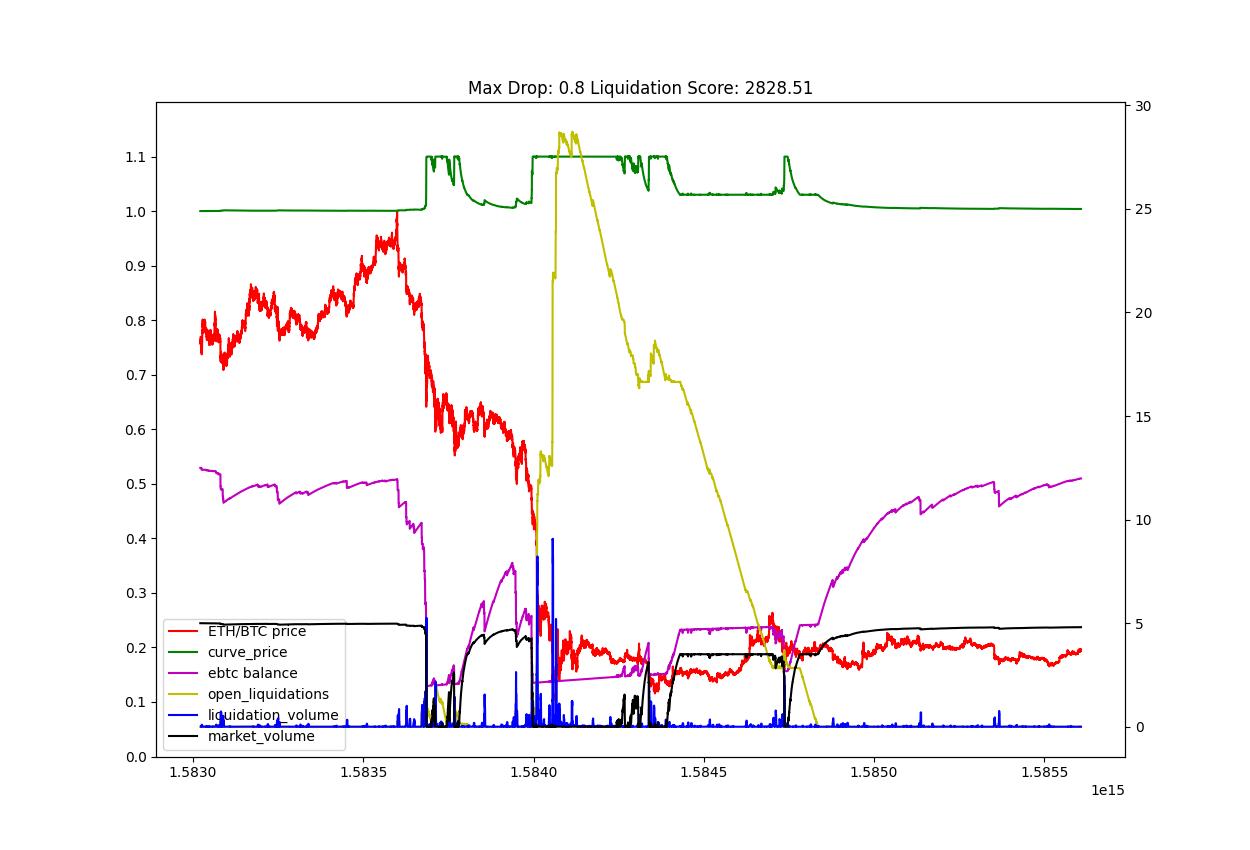 Max Drop: 0.8 Liquidation Score: 2828.51
1.1
1.0
0.9
0.8
0.7
0.6
0.5
0.4
0.3
0.2
0.1
0.0
30
25
20
15
10
5
0
ETH/BTC price
curve_price
ebtc balance
open_liquidations
liquidation_volume
market_volume
1.5830 1.5835 1.5840 1.5845 1.5850 1.5855
1e15